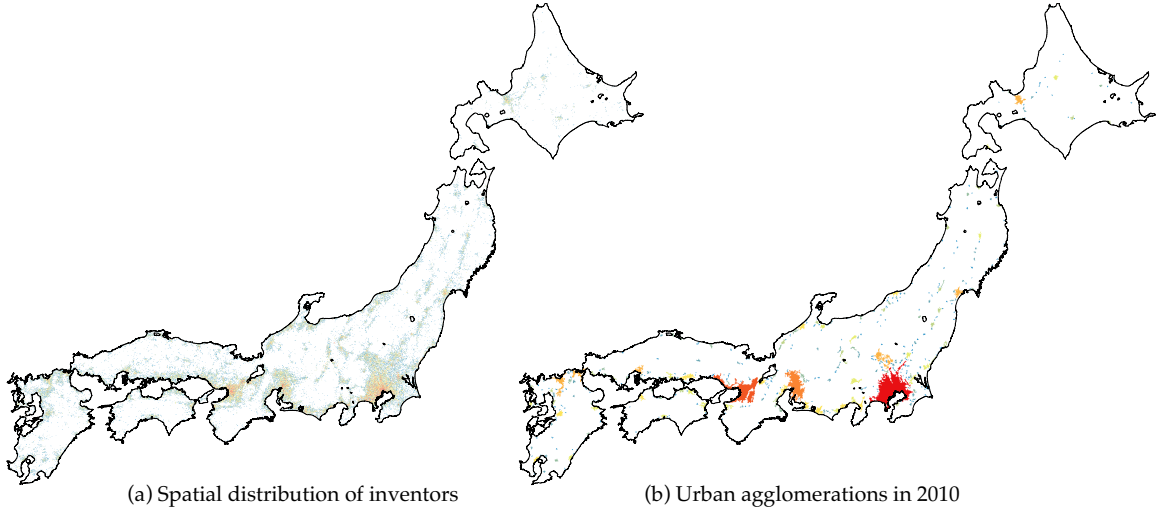 (a) Spatial distribution of inventors
(b) Urban agglomerations in 2010